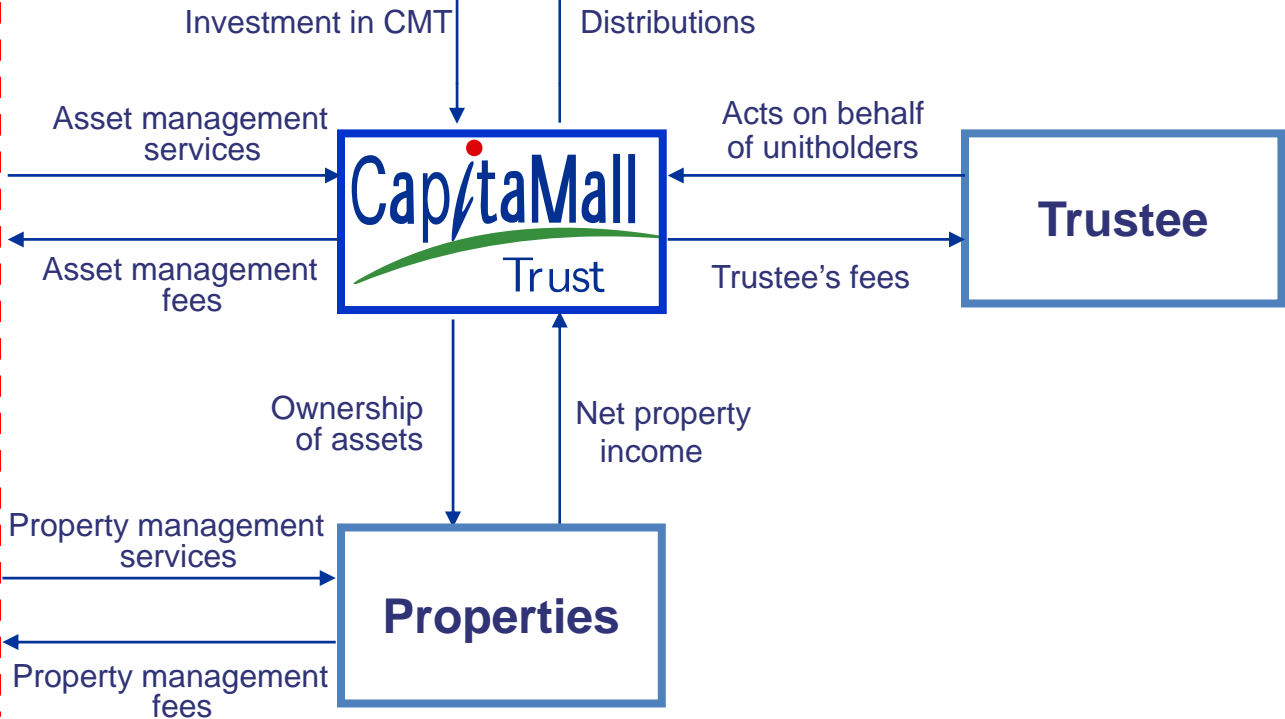 Investment in CMT
Distributions
Asset management
services
Acts on behalf
of unitholders
CapitaMall
Trust
Trustee
Asset management
fees
Trustee's fees
Ownership
of assets
Net property
income
Property management
services
Properties
Property management
fees